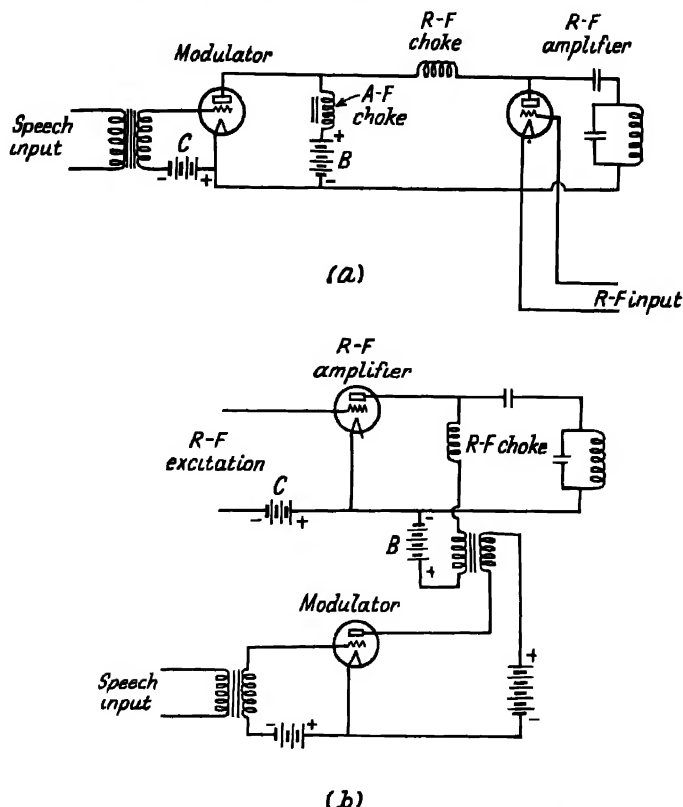 Modulator
R-F
choke
R-F
amplifier
A-F
choke
Speech
input
C
- +
+
B
-
(a)
R-F input
R-F
amplifier
R-F
excitation
C
- +
R-F choke
-
B
+
Modulator
Speech
input
- +
+
-
(b)